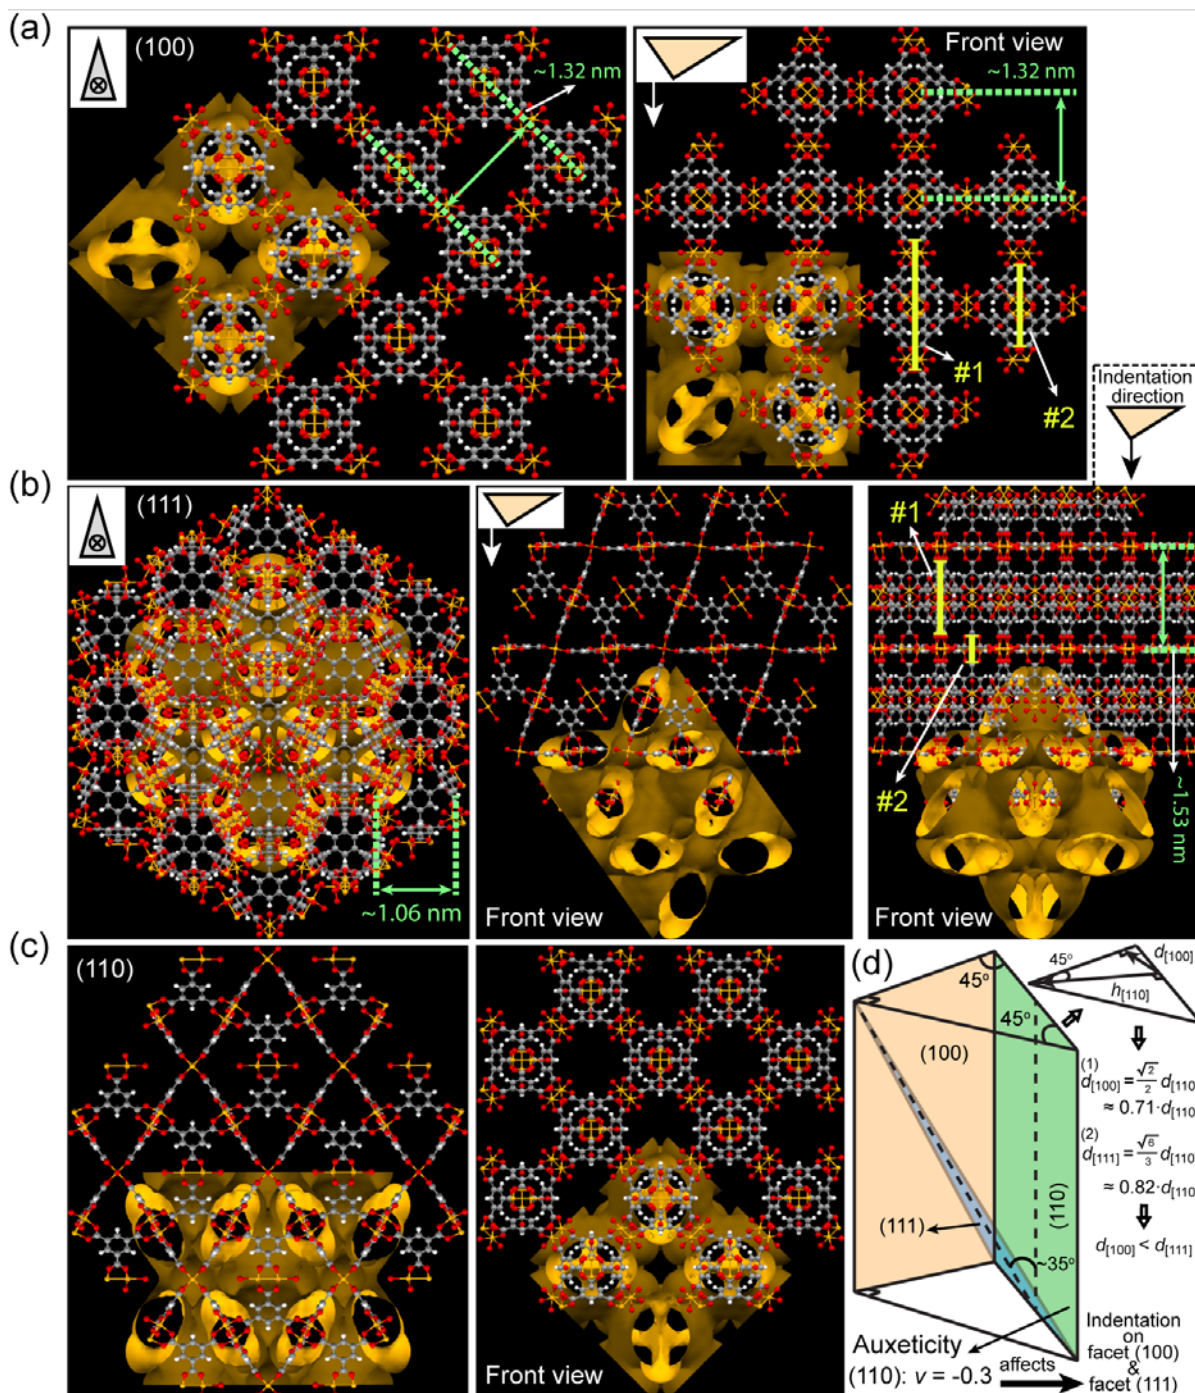 (a)
(100)
~1.32 nm
Front view
~1.32 nm
#1
#2
Indentation
direction
(b)
(111)
~1.06 nm
Front view
#1
#2
~1.53 nm
Front view
(c)
(110)
Front view
(d)
45°
45°
(100)
(111)
(110)
~35°
45°
d[100]
h[110]
(1)
d[100] = √2/2 d[110
≈ 0.71·d[110
(2)
d[111] = √6/3 d[110
≈ 0.82·d[110
d[100] < d[111]
Auxeticity
(110): v = -0.3
affects
Indentation
on
facet (100)
&
facet (111)